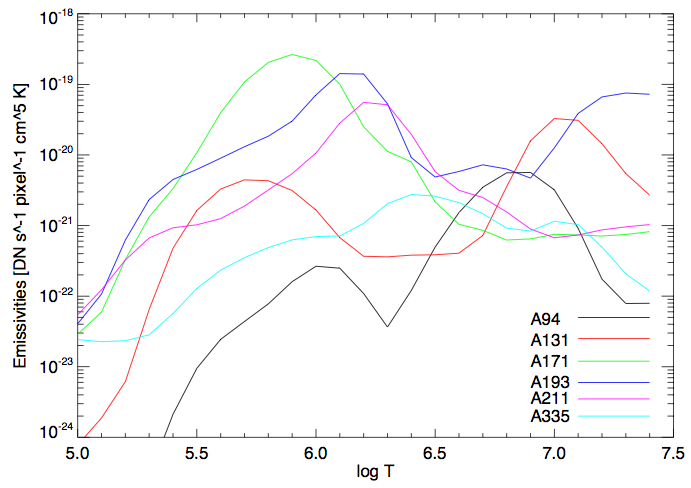 10^-18
10^-19
10^-20
10^-21
10^-22
10^-23
10^-24
Emissivities [DN s^-1 pixel^-1 cm^5 K]
5.0 5.5 6.0 6.5 7.0 7.5
log T
A94
A131
A171
A193
A211
A335